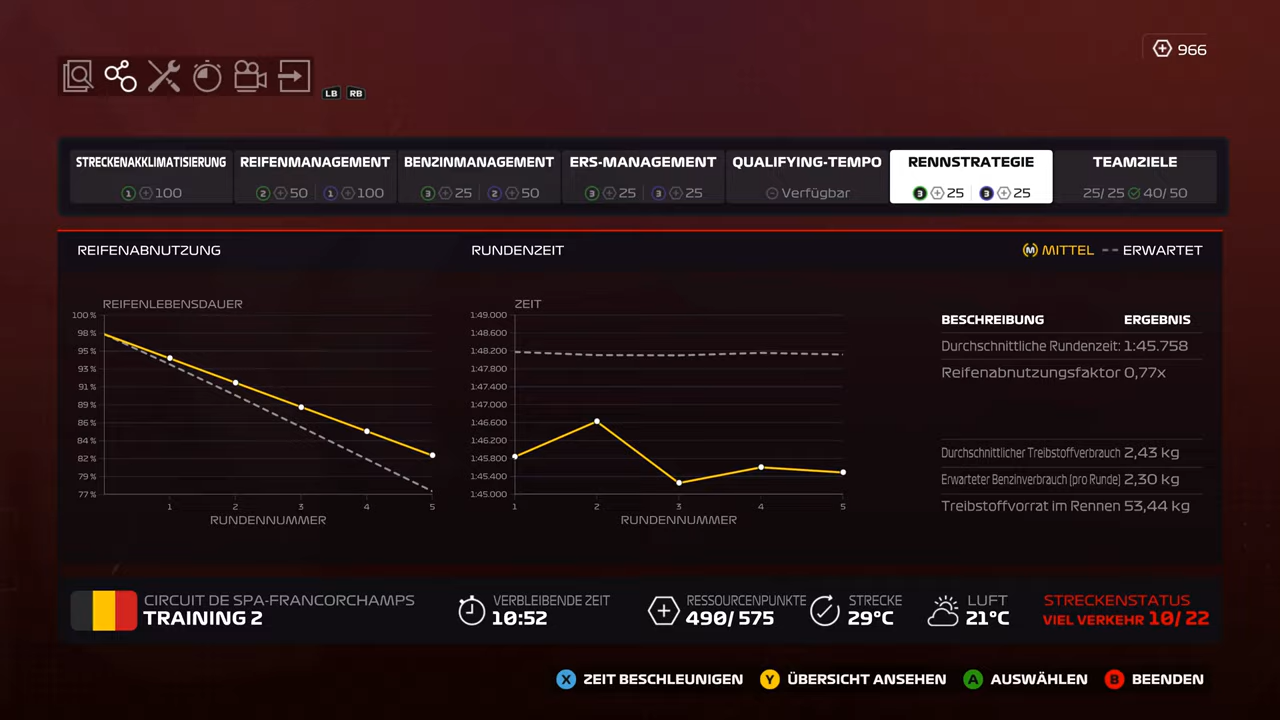 966
LB RB
STRECKENAKKLIMATISIERUNG REIFENMANAGEMENT BENZINMANAGEMENT ERS-MANAGEMENT QUALIFYING-TEMPO RENNSTRATEGIE TEAMZIELE
1 100 2 50 1 100 3 25 2 50 3 25 3 25 Verfügbar 3 25 3 25 25/25 40/50
REIFENABNUTZUNG RUNDENZEIT M MITTEL -- ERWARTET
REIFENLEBENSDAUER
100 %
98 %
95 %
93 %
91 %
89 %
86 %
84 %
82 %
79 %
77 %
1 2 3 4 5
RUNDENNUMMER
ZEIT
1:49.000
1:48.600
1:48.200
1:47.800
1:47.400
1:47.000
1:46.600
1:46.200
1:45.800
1:45.400
1:45.000
1 2 3 4 5
RUNDENNUMMER
BESCHREIBUNG ERGEBNIS
Durchschnittliche Rundenzeit: 1:45.758
Reifenabnutzungsfaktor 0,77x
Durchschnittlicher Treibstoffverbrauch 2,43 kg
Erwarteter Benzinverbrauch (pro Runde) 2,30 kg
Treibstoffvorrat im Rennen 53,44 kg
CIRCUIT DE SPA-FRANCORCHAMPS
TRAINING 2
VERBLEIBENDE ZEIT
10:52
RESSOURCENPUNKTE
490/575
STRECKE
29°C
LUFT
21°C
STRECKENSTATUS
VIEL VERKEHR 10/22
X ZEIT BESCHLEUNIGEN Y ÜBERSICHT ANSEHEN A AUSWÄHLEN B BEENDEN